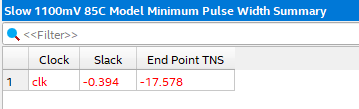 Slow 1100mV 85C Model Minimum Pulse Width Summary
<<Filter>>
Clock Slack End Point TNS
1 clk -0.394 -17.578